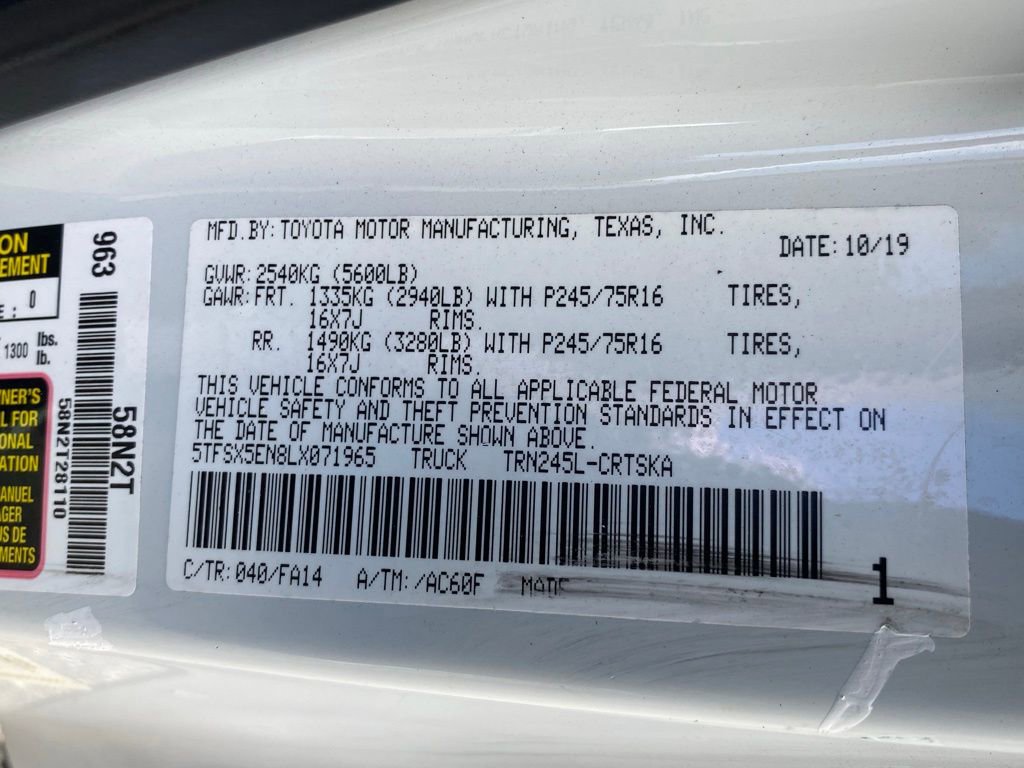 ON
EMENT
E: 0
1300 lbs.
lb.
WNER'S
L FOR
ONAL
ATION
ANUEL
AGER
US DE
MENTS
963
58N2T28110
58N2T
MFD.BY:TOYOTA MOTOR MANUFACTURING, TEXAS, INC.
DATE:10/19
GVWR:2540KG (5600LB)
GAWR:FRT. 1335KG (2940LB) WITH P245/75R16 TIRES,
16X7J RIMS.
RR. 1490KG (3280LB) WITH P245/75R16 TIRES,
16X7J RIMS.
THIS VEHICLE CONFORMS TO ALL APPLICABLE FEDERAL MOTOR
VEHICLE SAFETY AND THEFT PREVENTION STANDARDS IN EFFECT ON
THE DATE OF MANUFACTURE SHOWN ABOVE.
5TFSX5EN8LX071965 TRUCK TRN245L-CRTSKA
C/TR:040/FA14 A/TM:/AC60F MADE
1